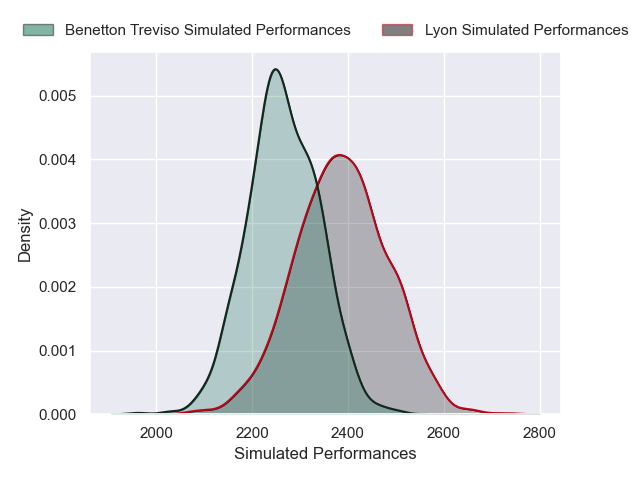 Benetton Treviso Simulated Performances
Lyon Simulated Performances
Density
0.005
0.004
0.003
0.002
0.001
0.000
2000
2200
2400
2600
2800
Simulated Performances